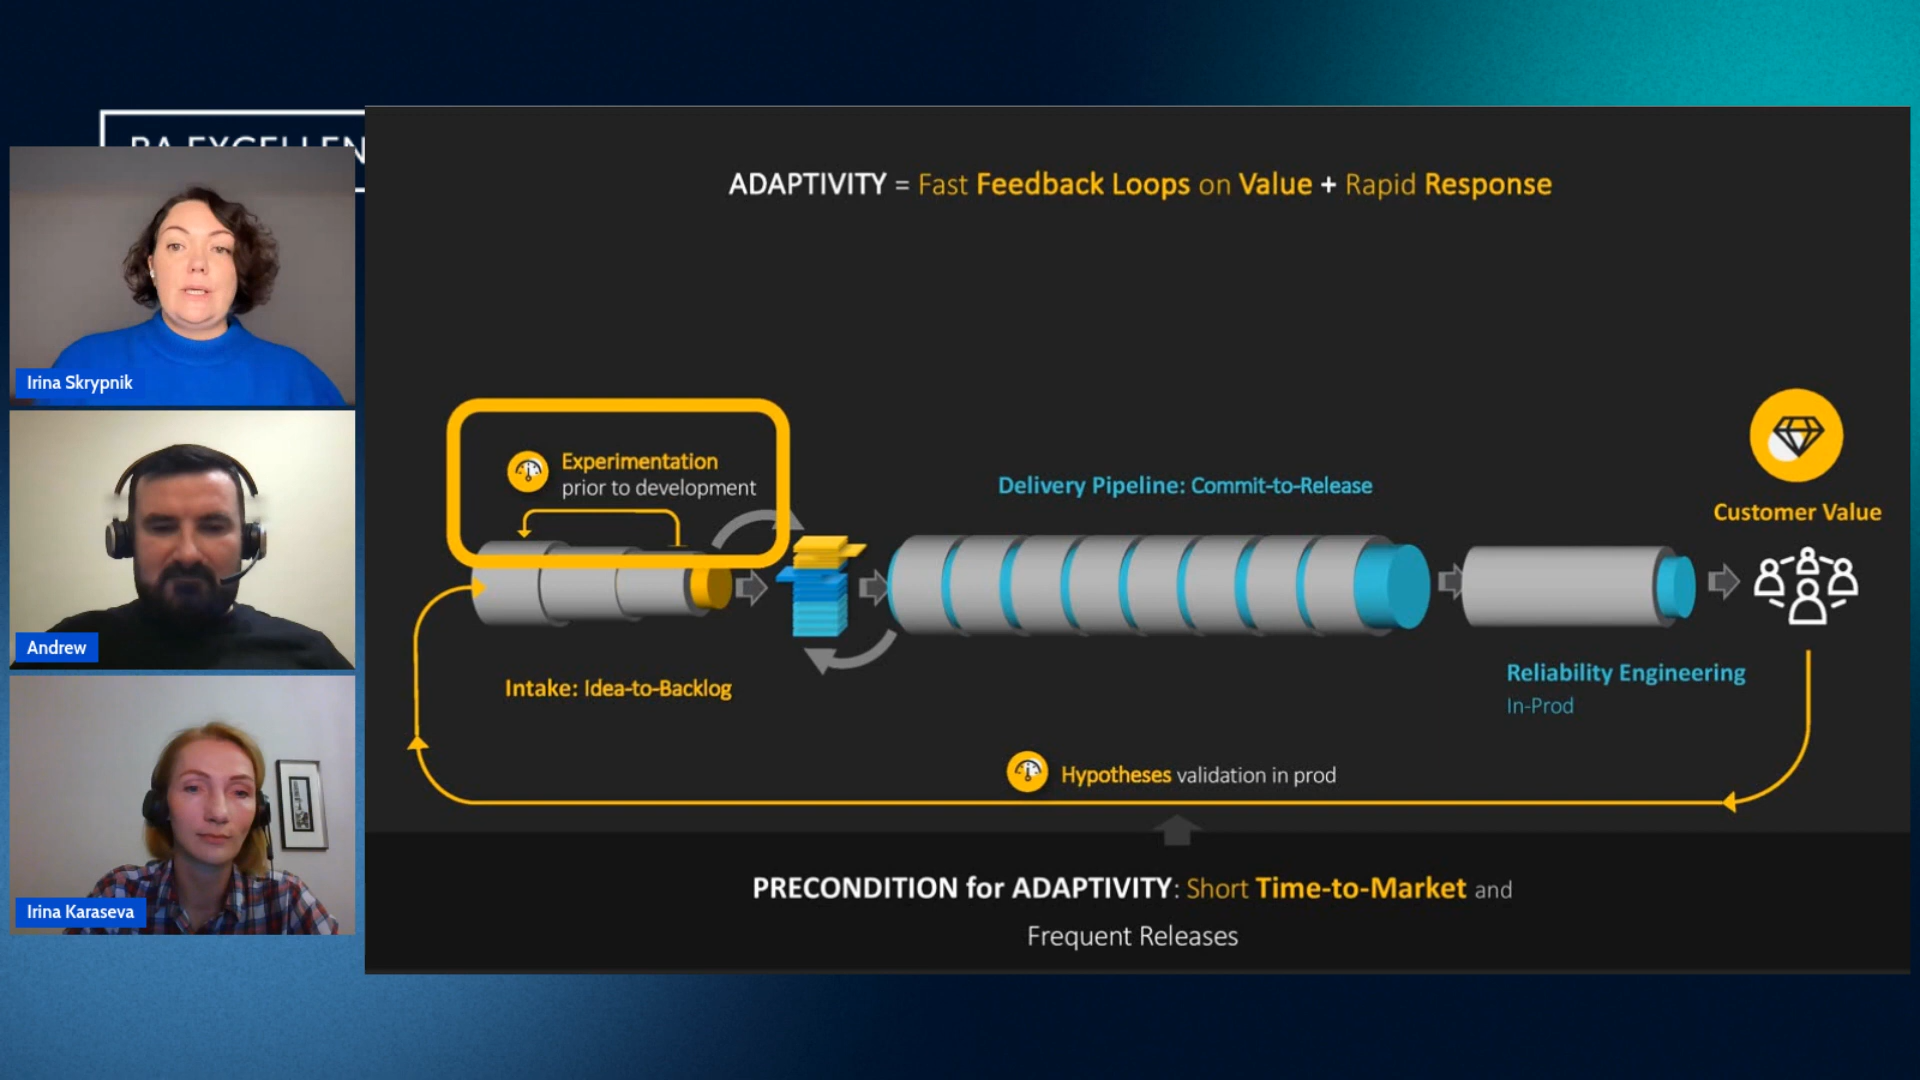 BA EXCELLEN
ADAPTIVITY = Fast Feedback Loops on Value + Rapid Response
Irina Skrypnik
Experimentation
prior to development
Delivery Pipeline: Commit-to-Release
Customer Value
Andrew
Intake: Idea-to-Backlog
Reliability Engineering
In-Prod
Hypotheses validation in prod
Irina Karaseva
PRECONDITION for ADAPTIVITY: Short Time-to-Market and
Frequent Releases